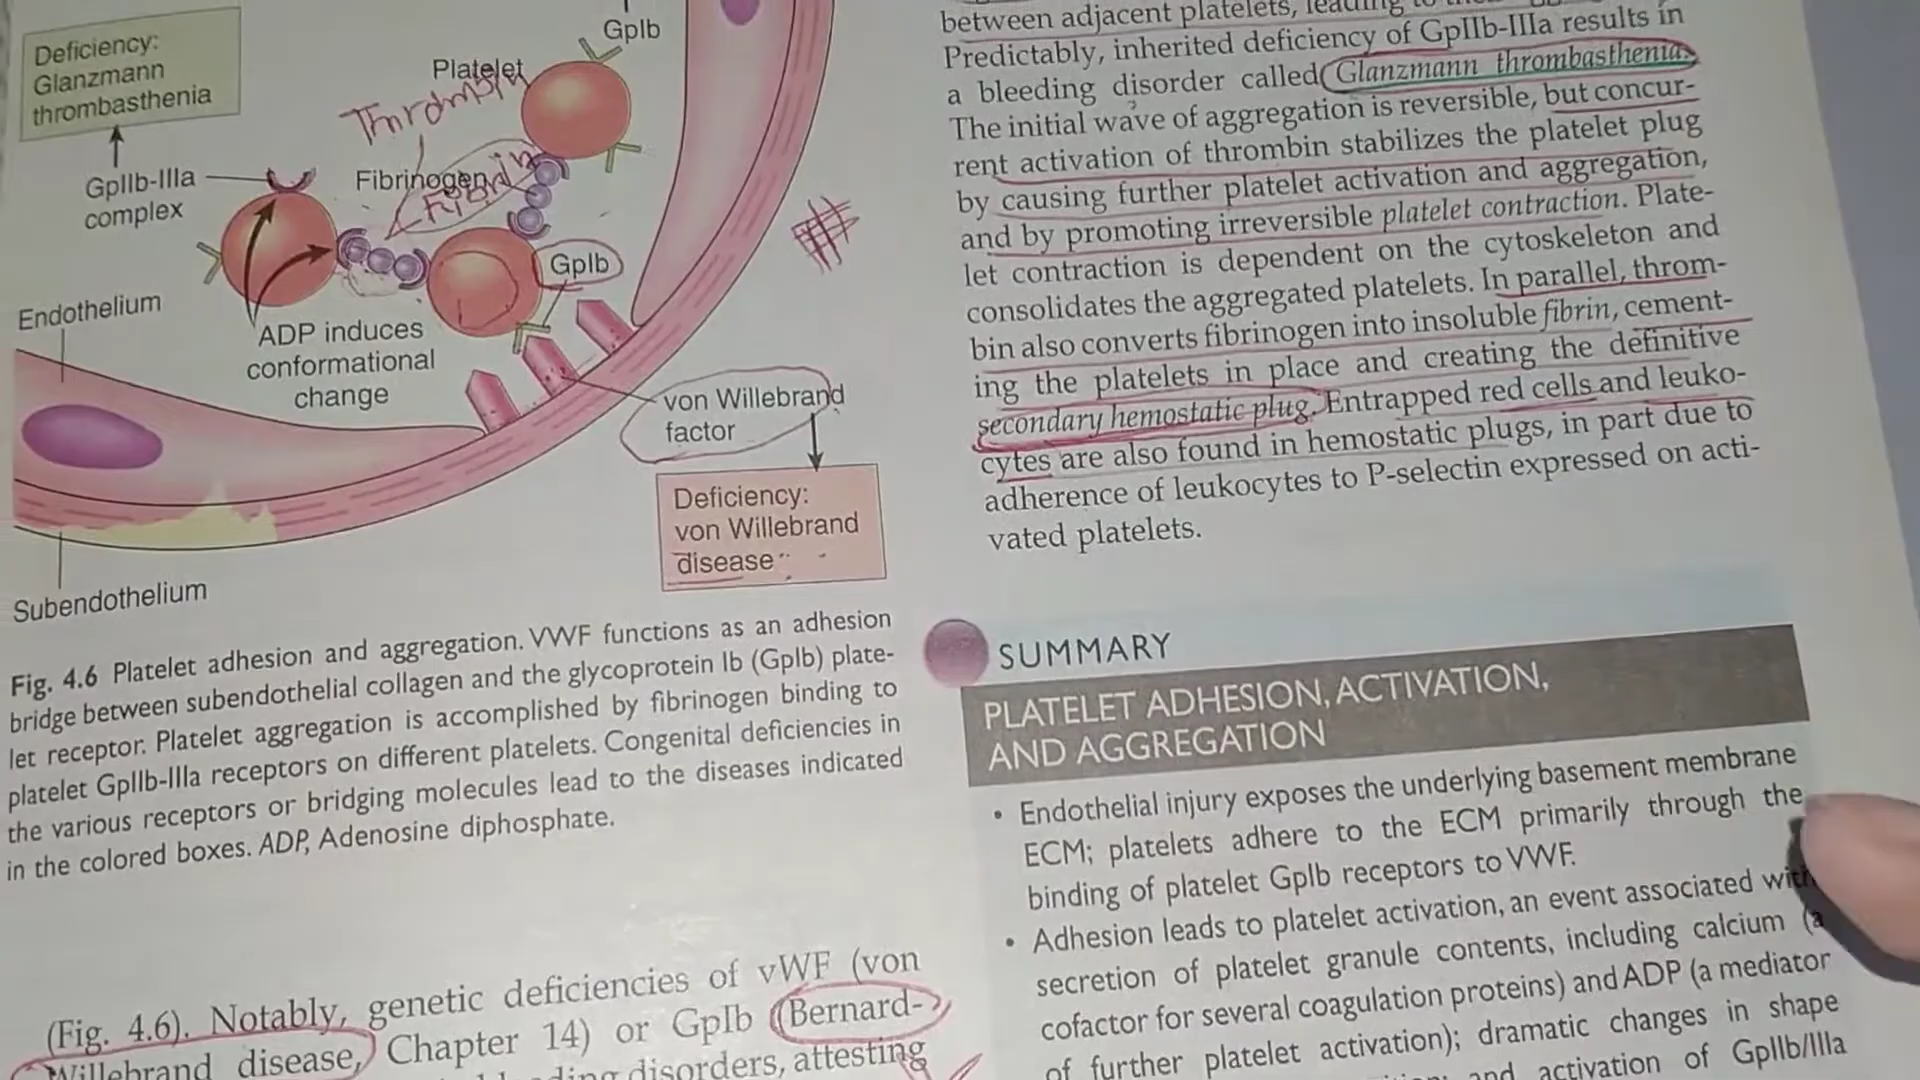 Deficiency:
Glanzmann
thrombasthenia
GpIb
Platelet
Thrombin
Fibrinogen
Fibrin
GpIIb-IIIa
complex
GpIb
Endothelium
ADP induces
conformational
change
von Willebrand
factor
Deficiency:
von Willebrand
disease
Subendothelium
Fig. 4.6 Platelet adhesion and aggregation. VWF functions as an adhesion
bridge between subendothelial collagen and the glycoprotein Ib (GpIb) plate-
let receptor. Platelet aggregation is accomplished by fibrinogen binding to
platelet GpIIb-IIIa receptors on different platelets. Congenital deficiencies in
the various receptors or bridging molecules lead to the diseases indicated
in the colored boxes. ADP, Adenosine diphosphate.
(Fig. 4.6). Notably, genetic deficiencies of vWF (von
Willebrand disease, Chapter 14) or GpIb (Bernard-
disorders, attesting
between adjacent platelets, leading to
Predictably, inherited deficiency of GpIIb-IIIa results in
a bleeding disorder called Glanzmann thrombasthenia.
The initial wave of aggregation is reversible, but concur-
rent activation of thrombin stabilizes the platelet plug
by causing further platelet activation and aggregation,
and by promoting irreversible platelet contraction. Plate-
let contraction is dependent on the cytoskeleton and
consolidates the aggregated platelets. In parallel, throm-
bin also converts fibrinogen into insoluble fibrin, cement-
ing the platelets in place and creating the definitive
secondary hemostatic plug. Entrapped red cells and leuko-
cytes are also found in hemostatic plugs, in part due to
adherence of leukocytes to P-selectin expressed on acti-
vated platelets.
SUMMARY
PLATELET ADHESION, ACTIVATION,
AND AGGREGATION
• Endothelial injury exposes the underlying basement membrane
ECM; platelets adhere to the ECM primarily through the
binding of platelet GpIb receptors to VWF.
• Adhesion leads to platelet activation, an event associated with
secretion of platelet granule contents, including calcium (a
cofactor for several coagulation proteins) and ADP (a mediator
of further platelet activation); dramatic changes in shape
and activation of GpIIb/IIIa